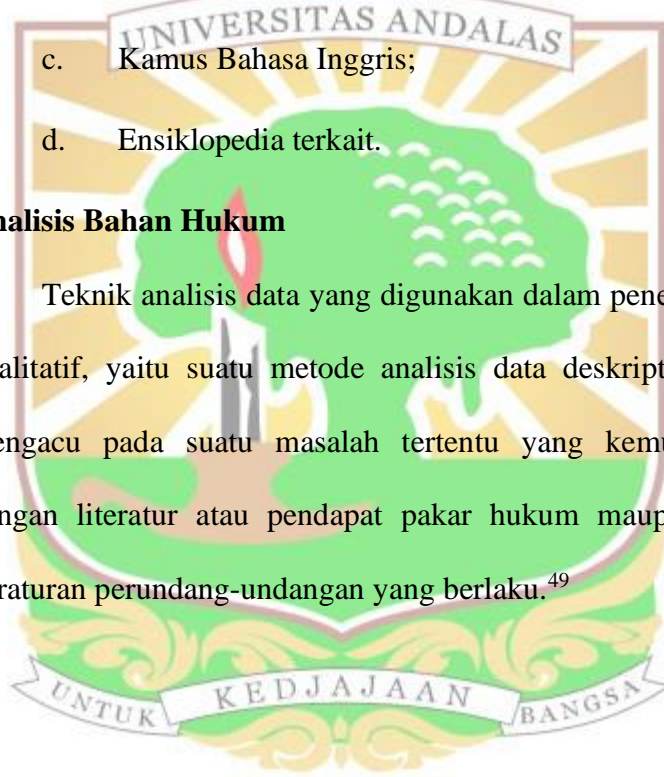 UNIVERSITAS ANDALAS
c. Kamus Bahasa Inggris;
d. Ensiklopedia terkait.
nalisis Bahan Hukum
Teknik analisis data yang digunakan dalam pene
alitatif, yaitu suatu metode analisis data deskript
engacu pada suatu masalah tertentu yang kemu
ngan literatur atau pendapat pakar hukum maup
raturan perundang-undangan yang berlaku.49
UNTUK KEDJAJAAN BANGSA